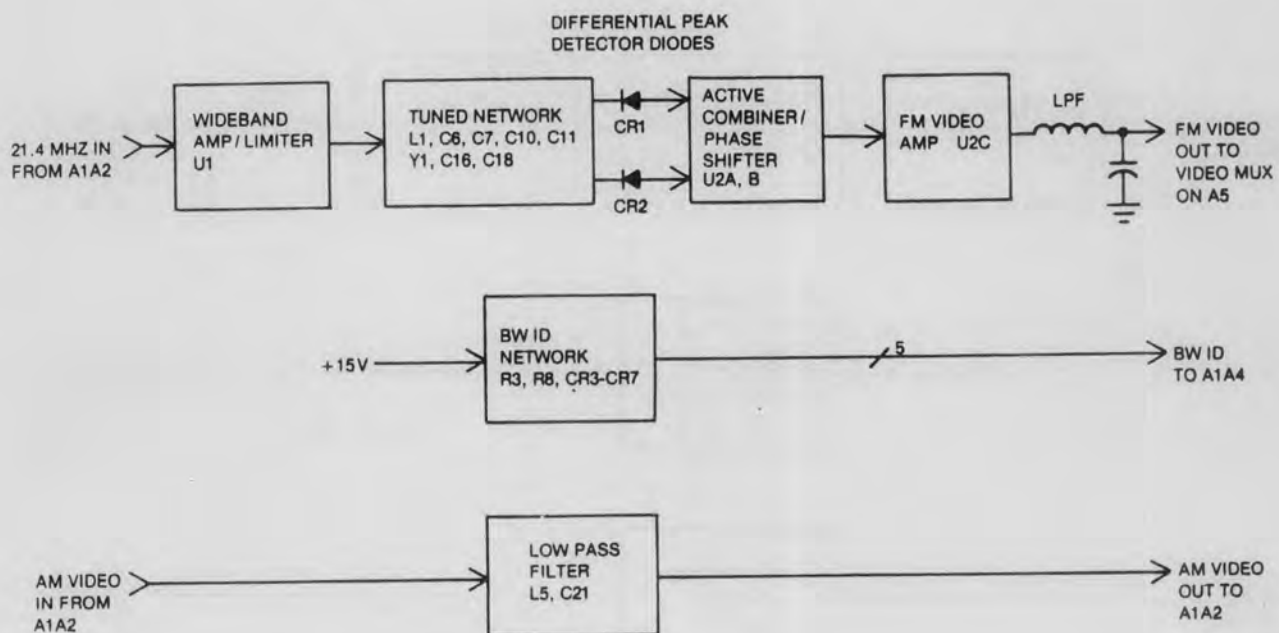 DIFFERENTIAL PEAK
DETECTOR DIODES
21.4 MHZ IN
FROM A1A2
WIDEBAND
AMP/LIMITER
U1
TUNED NETWORK
L1, C6, C7, C10, C11
Y1, C16, C18
CR1
CR2
ACTIVE
COMBINER/
PHASE
SHIFTER
U2A, B
FM VIDEO
AMP U2C
LPF
FM VIDEO
OUT TO
VIDEO MUX
ON A5
+15V
BW ID
NETWORK
R3, R8, CR3-CR7
5
BW ID
TO A1A4
AM VIDEO
IN FROM
A1A2
LOW PASS
FILTER
L5, C21
AM VIDEO
OUT TO
A1A2